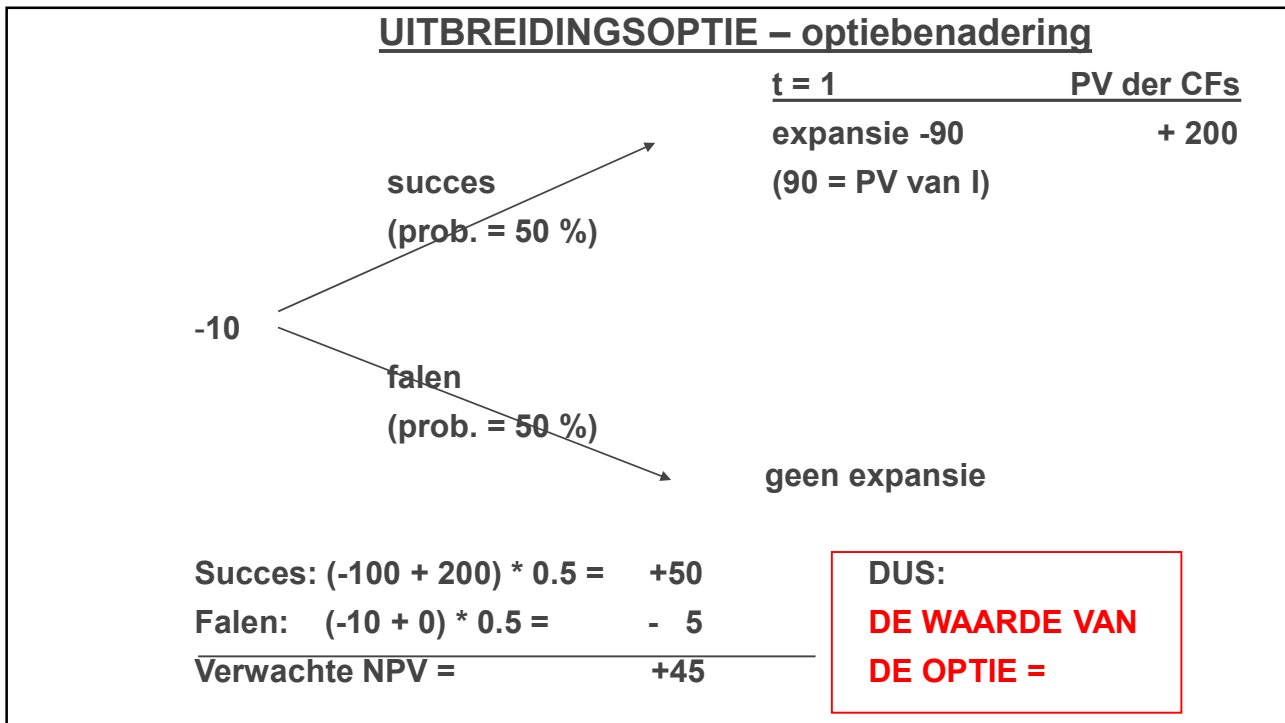 UITBREIDINGSOPTIE – optiebenadering
t = 1 PV der CFs
expansie -90 + 200
succes (90 = PV van I)
(prob. = 50 %)
-10
falen
(prob. = 50 %)
geen expansie
Succes: (-100 + 200) * 0.5 = +50
Falen: (-10 + 0) * 0.5 = - 5
Verwachte NPV = +45
DUS:
DE WAARDE VAN
DE OPTIE =